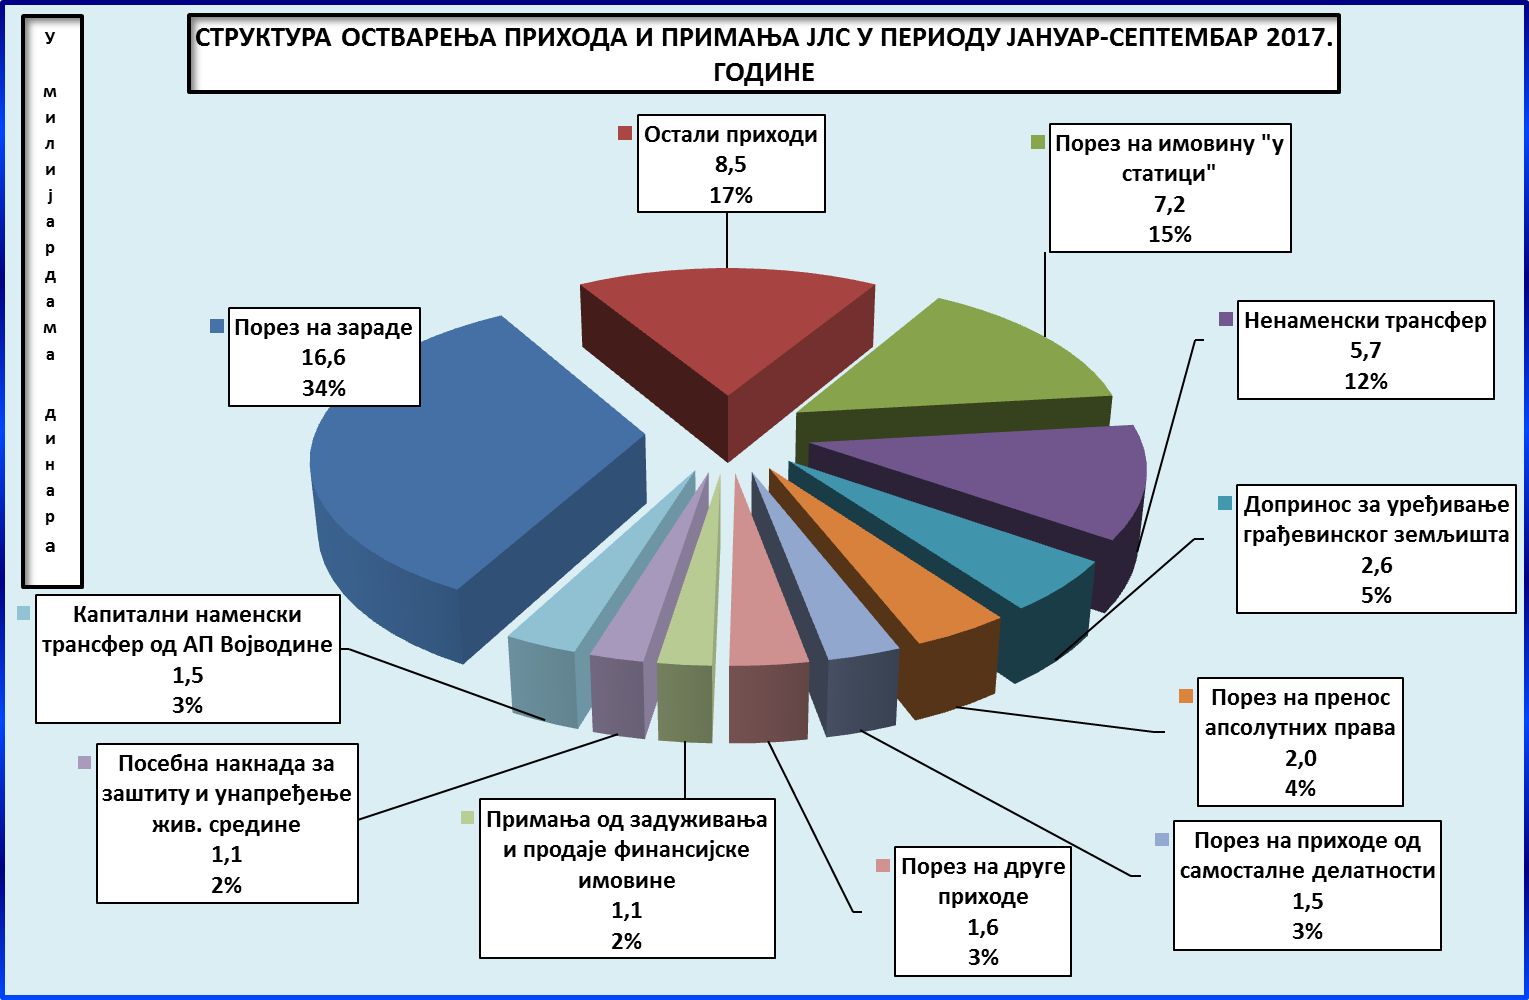 СТРУКТУРА ОСТВАРЕЊА ПРИХОДА И ПРИМАЊА ЈЛС У ПЕРИОДУ ЈАНУАР-СЕПТЕМБАР 2017.
ГОДИНЕ
У милијардама динара
Остали приходи
8,5
17%
Порез на имовину "у
статици"
7,2
15%
Ненаменски трансфер
5,7
12%
Порез на зараде
16,6
34%
Допринос за уређивање
грађевинског земљишта
2,6
5%
Капитални наменски
трансфер од АП Војводине
1,5
3%
Порез на пренос
апсолутних права
2,0
4%
Посебна накнада за
заштиту и унапређење
жив. средине
1,1
2%
Примања од задуживања
и продаје финансијске
имовине
1,1
2%
Порез на друге
приходе
1,6
3%
Порез на приходе од
самосталне делатности
1,5
3%